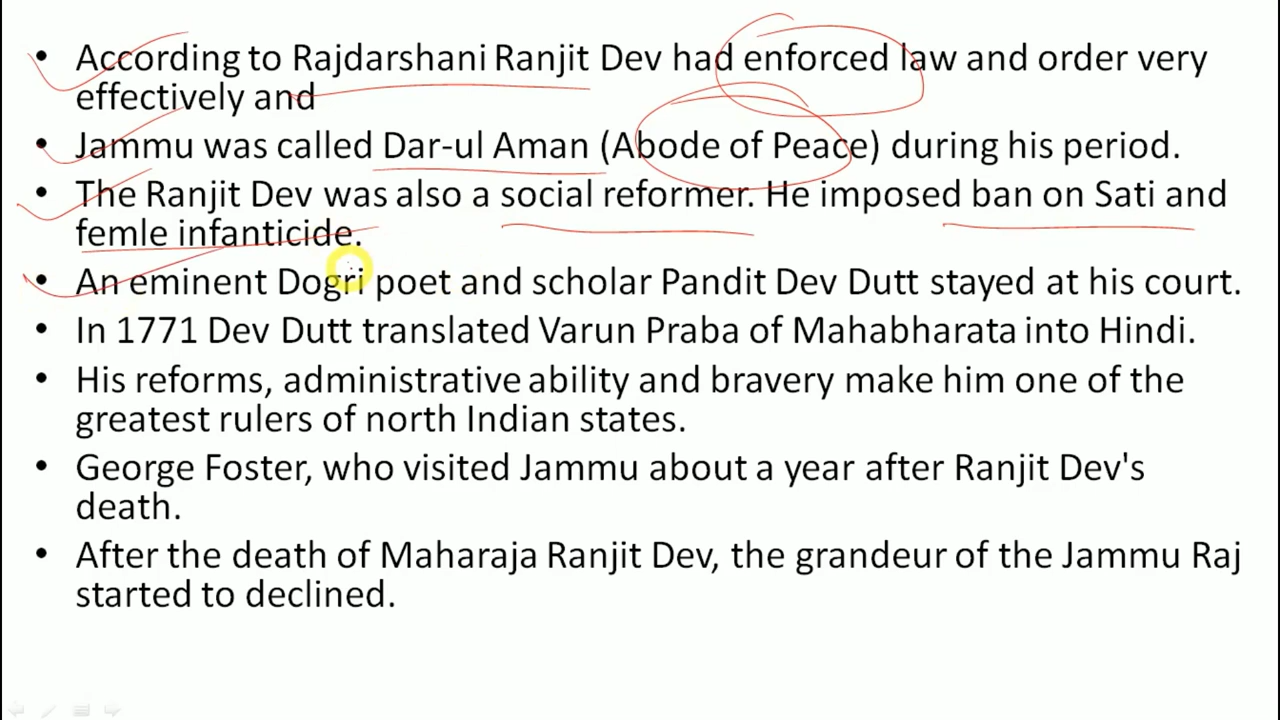 • According to Rajdarshani Ranjit Dev had enforced law and order very
effectively and
• Jammu was called Dar-ul Aman (Abode of Peace) during his period.
• The Ranjit Dev was also a social reformer. He imposed ban on Sati and
femle infanticide.
• An eminent Dogri poet and scholar Pandit Dev Dutt stayed at his court.
• In 1771 Dev Dutt translated Varun Praba of Mahabharata into Hindi.
• His reforms, administrative ability and bravery make him one of the
greatest rulers of north Indian states.
• George Foster, who visited Jammu about a year after Ranjit Dev's
death.
• After the death of Maharaja Ranjit Dev, the grandeur of the Jammu Raj
started to declined.